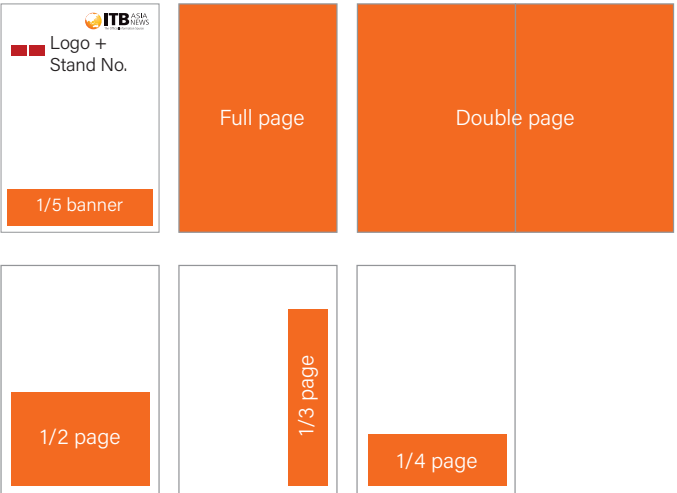 ITB ASIA NEWS
Logo +
Stand No.
1/5 banner
Full page
Double page
1/2 page
1/3 page
1/4 page